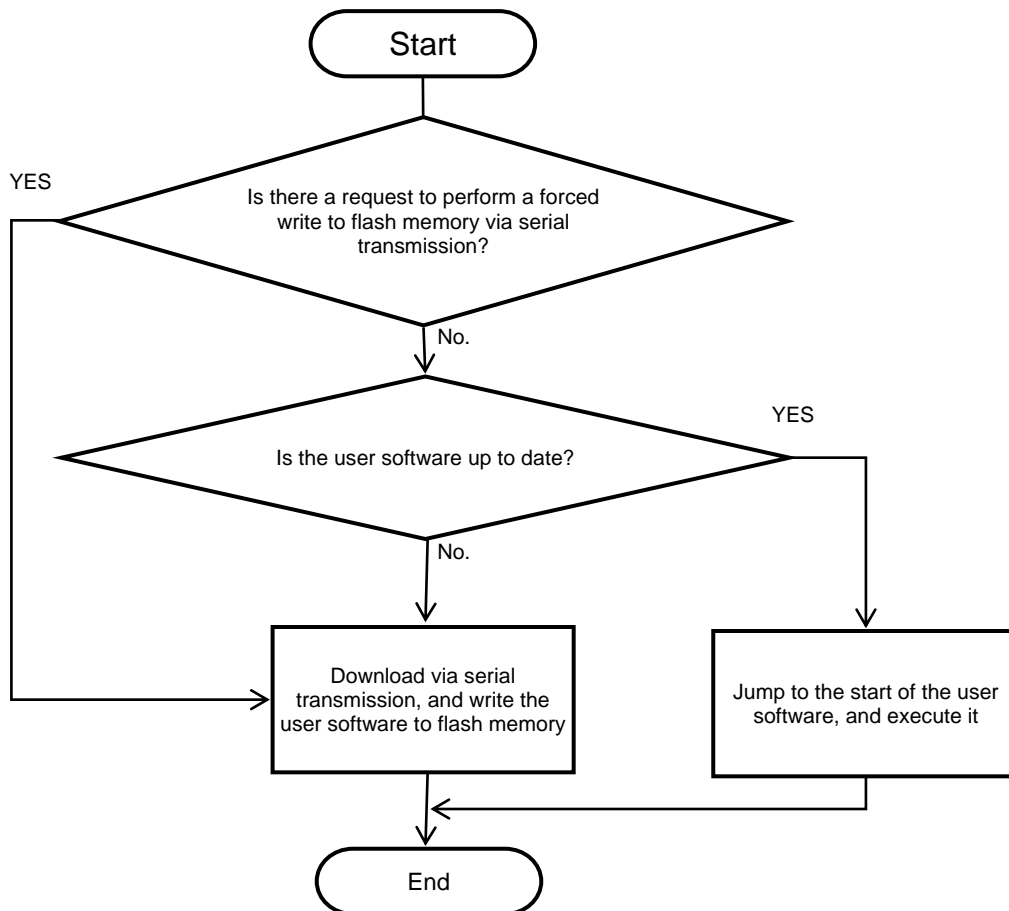 Start
YES
Is there a request to perform a forced
write to flash memory via serial
transmission?
No.
YES
Is the user software up to date?
No.
Download via serial
transmission, and write the
user software to flash memory
Jump to the start of the user
software, and execute it
End